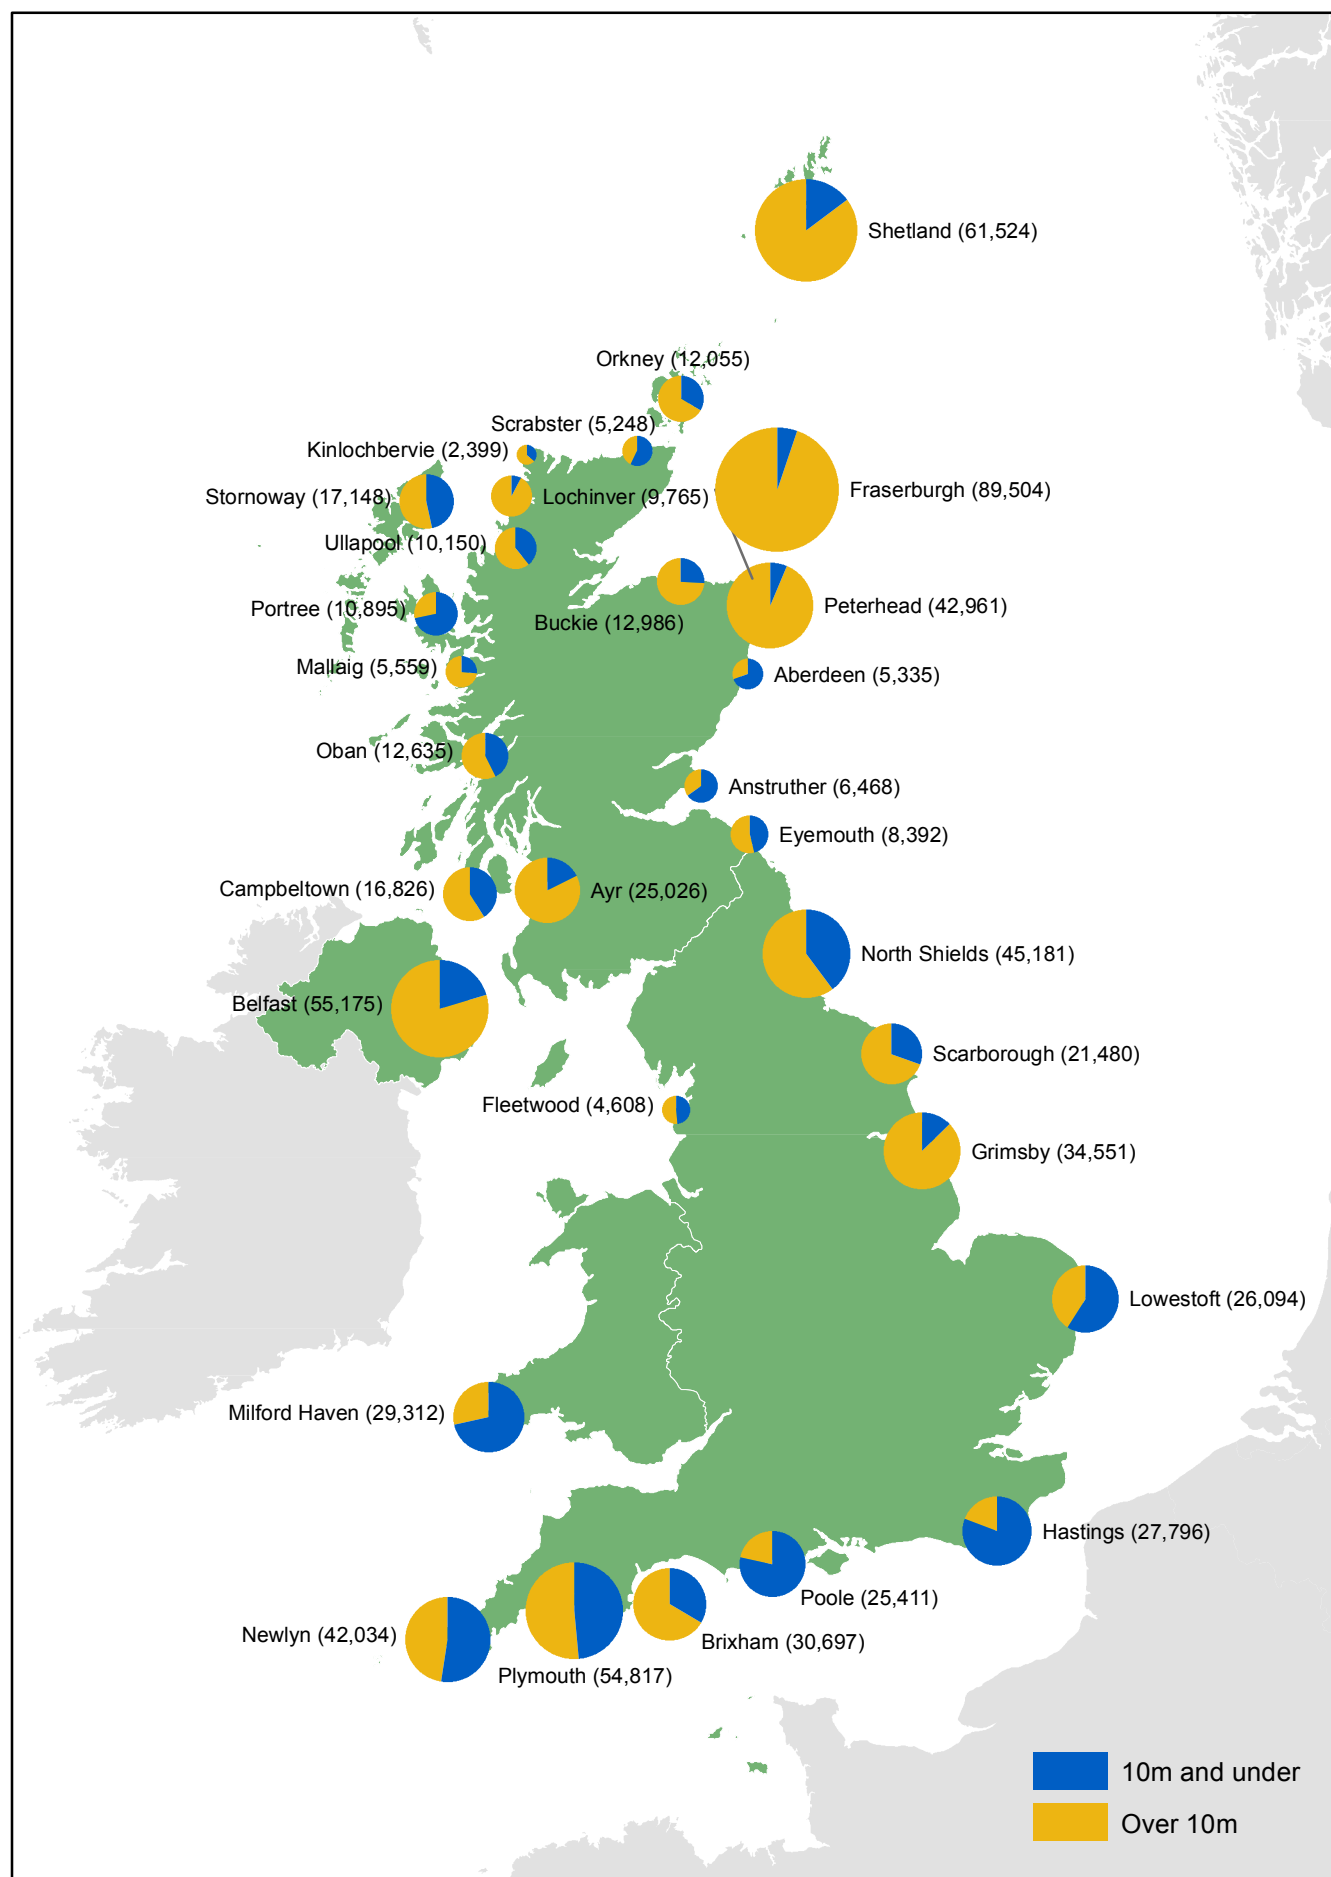 Shetland (61,524)
Orkney (12,055)
Scrabster (5,248)
Kinlochbervie (2,399)
Stornoway (17,148)
Lochinver (9,765)
Fraserburgh (89,504)
Ullapool (10,150)
Portree (10,895)
Buckie (12,986)
Peterhead (42,961)
Mallaig (5,559)
Aberdeen (5,335)
Oban (12,635)
Anstruther (6,468)
Eyemouth (8,392)
Campbeltown (16,826)
Ayr (25,026)
North Shields (45,181)
Belfast (55,175)
Scarborough (21,480)
Fleetwood (4,608)
Grimsby (34,551)
Lowestoft (26,094)
Milford Haven (29,312)
Hastings (27,796)
Poole (25,411)
Newlyn (42,034)
Brixham (30,697)
Plymouth (54,817)
10m and under
Over 10m